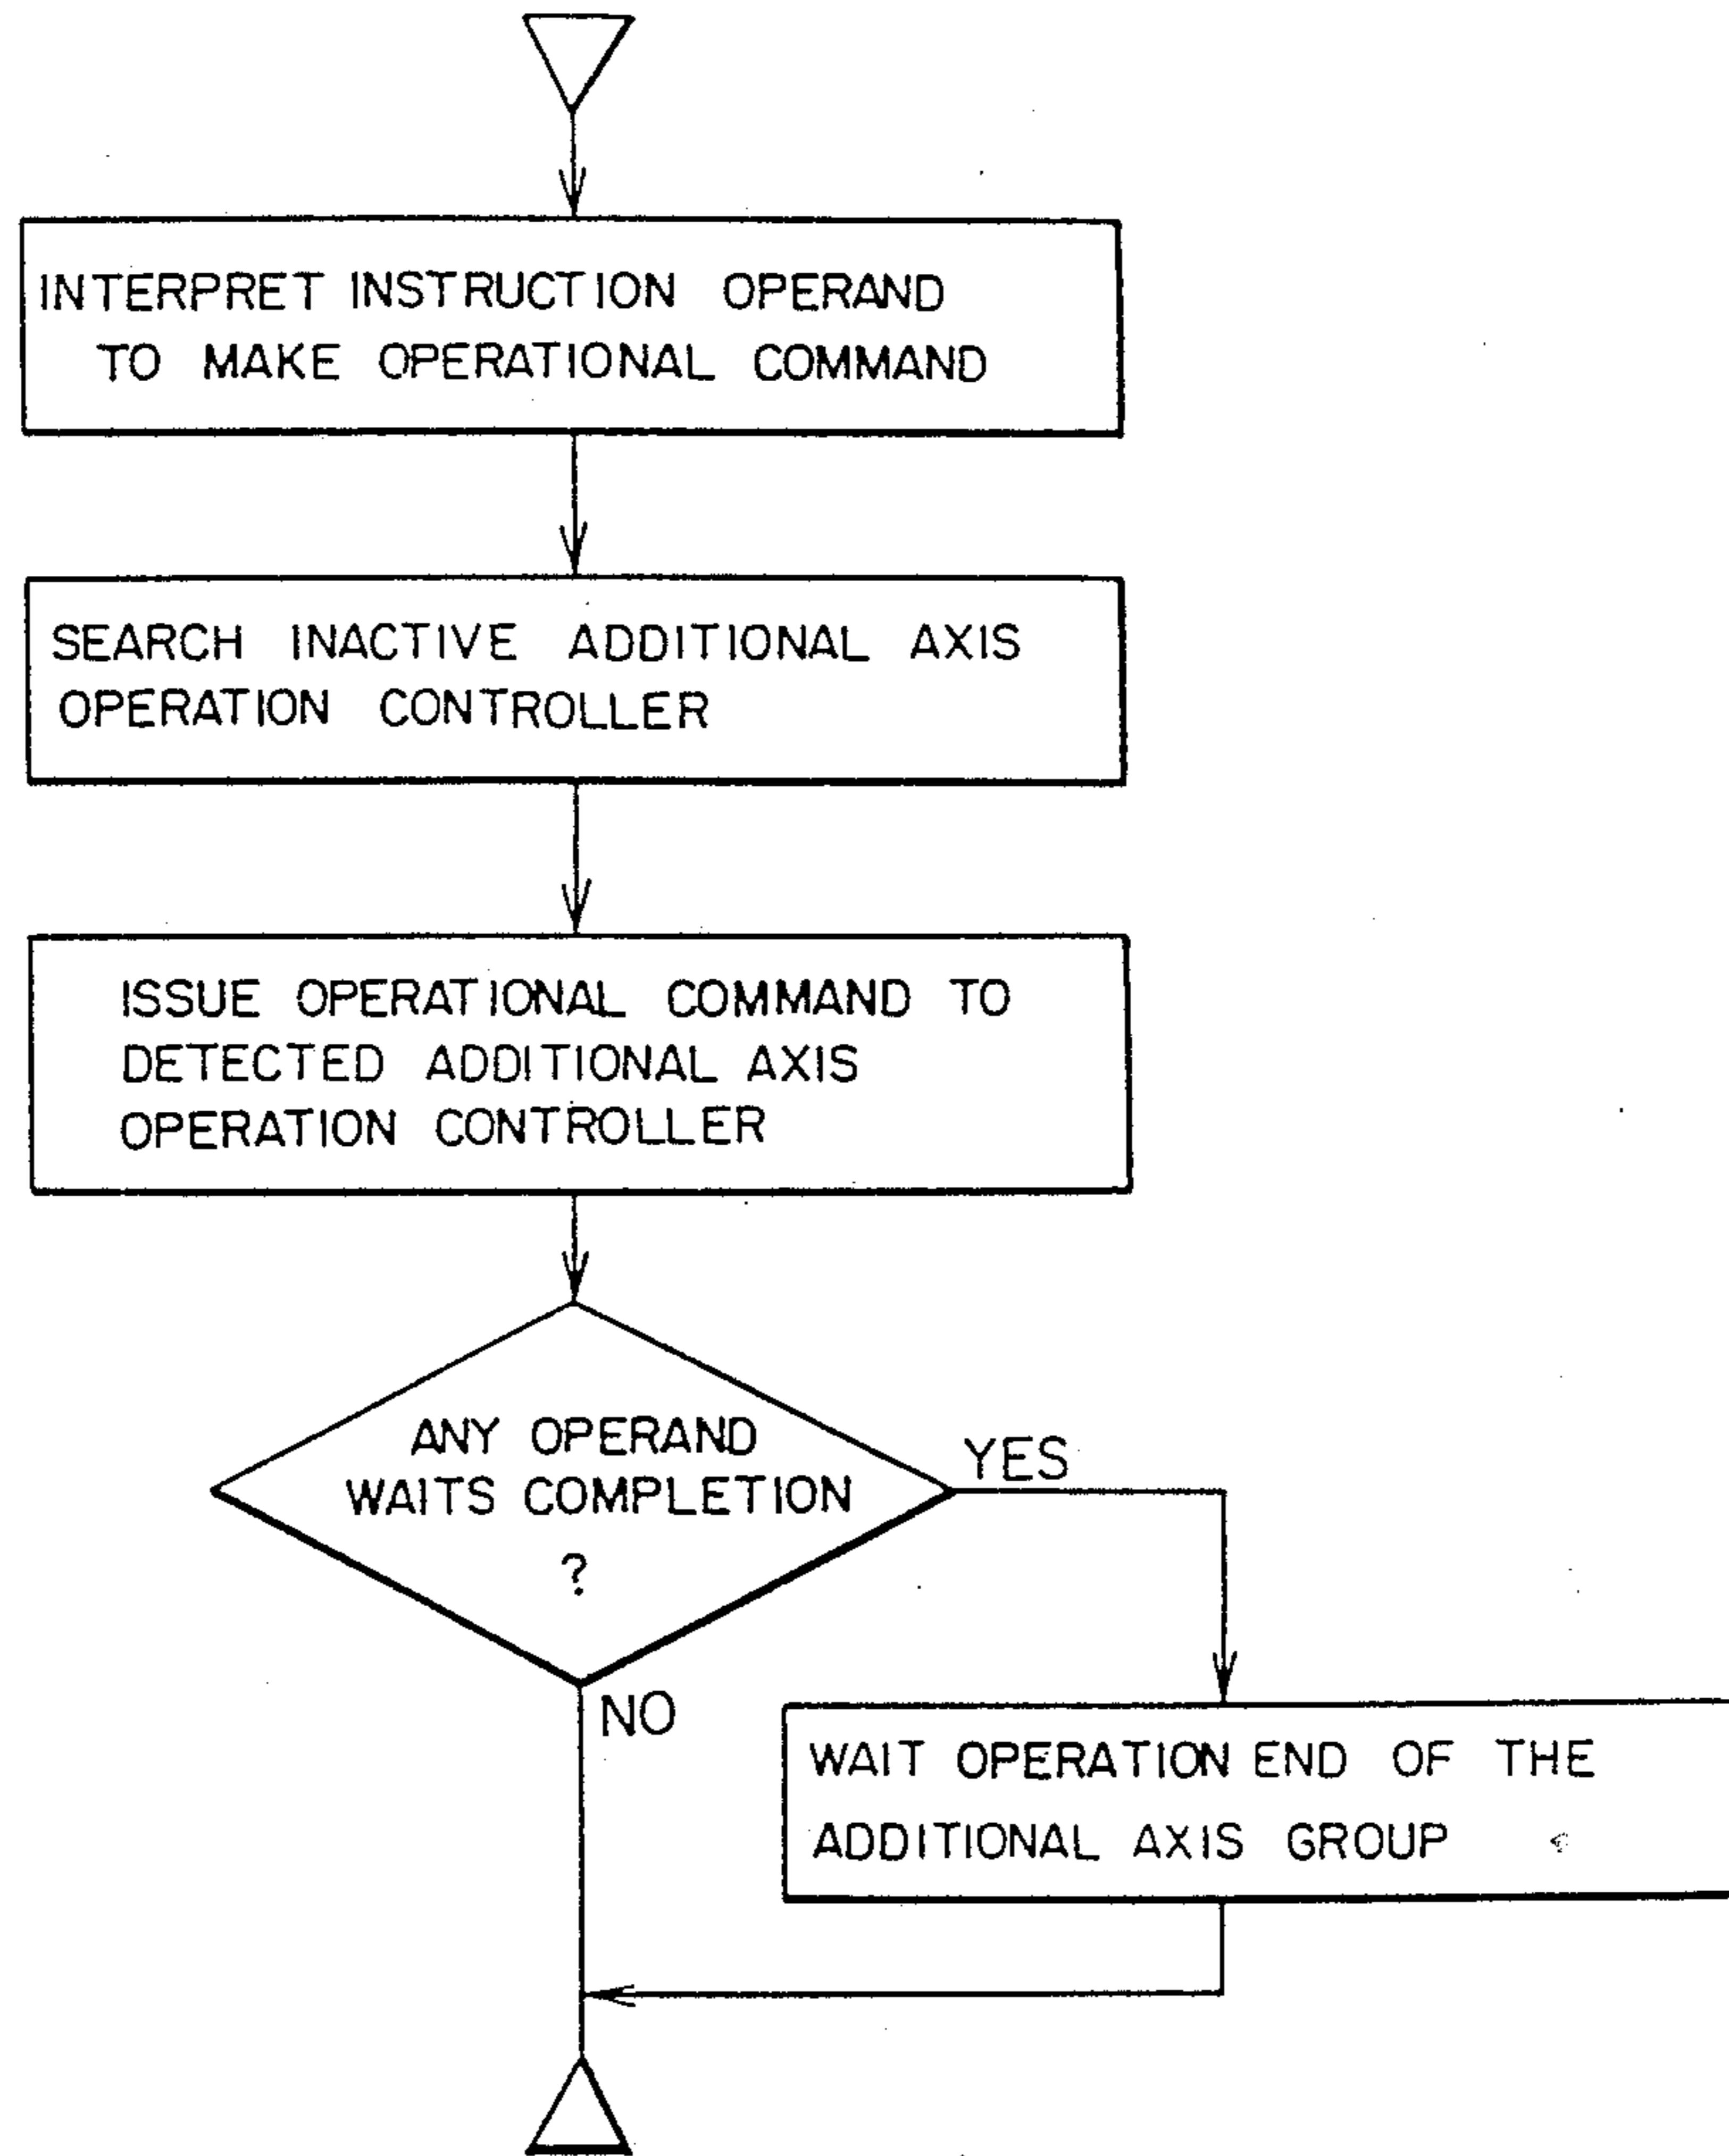 INTERPRET INSTRUCTION OPERAND
TO MAKE OPERATIONAL COMMAND
SEARCH INACTIVE ADDITIONAL AXIS
OPERATION CONTROLLER
ISSUE OPERATIONAL COMMAND TO
DETECTED ADDITIONAL AXIS
OPERATION CONTROLLER
ANY OPERAND
WAITS COMPLETION
?
YES
NO
WAIT OPERATION END OF THE
ADDITIONAL AXIS GROUP